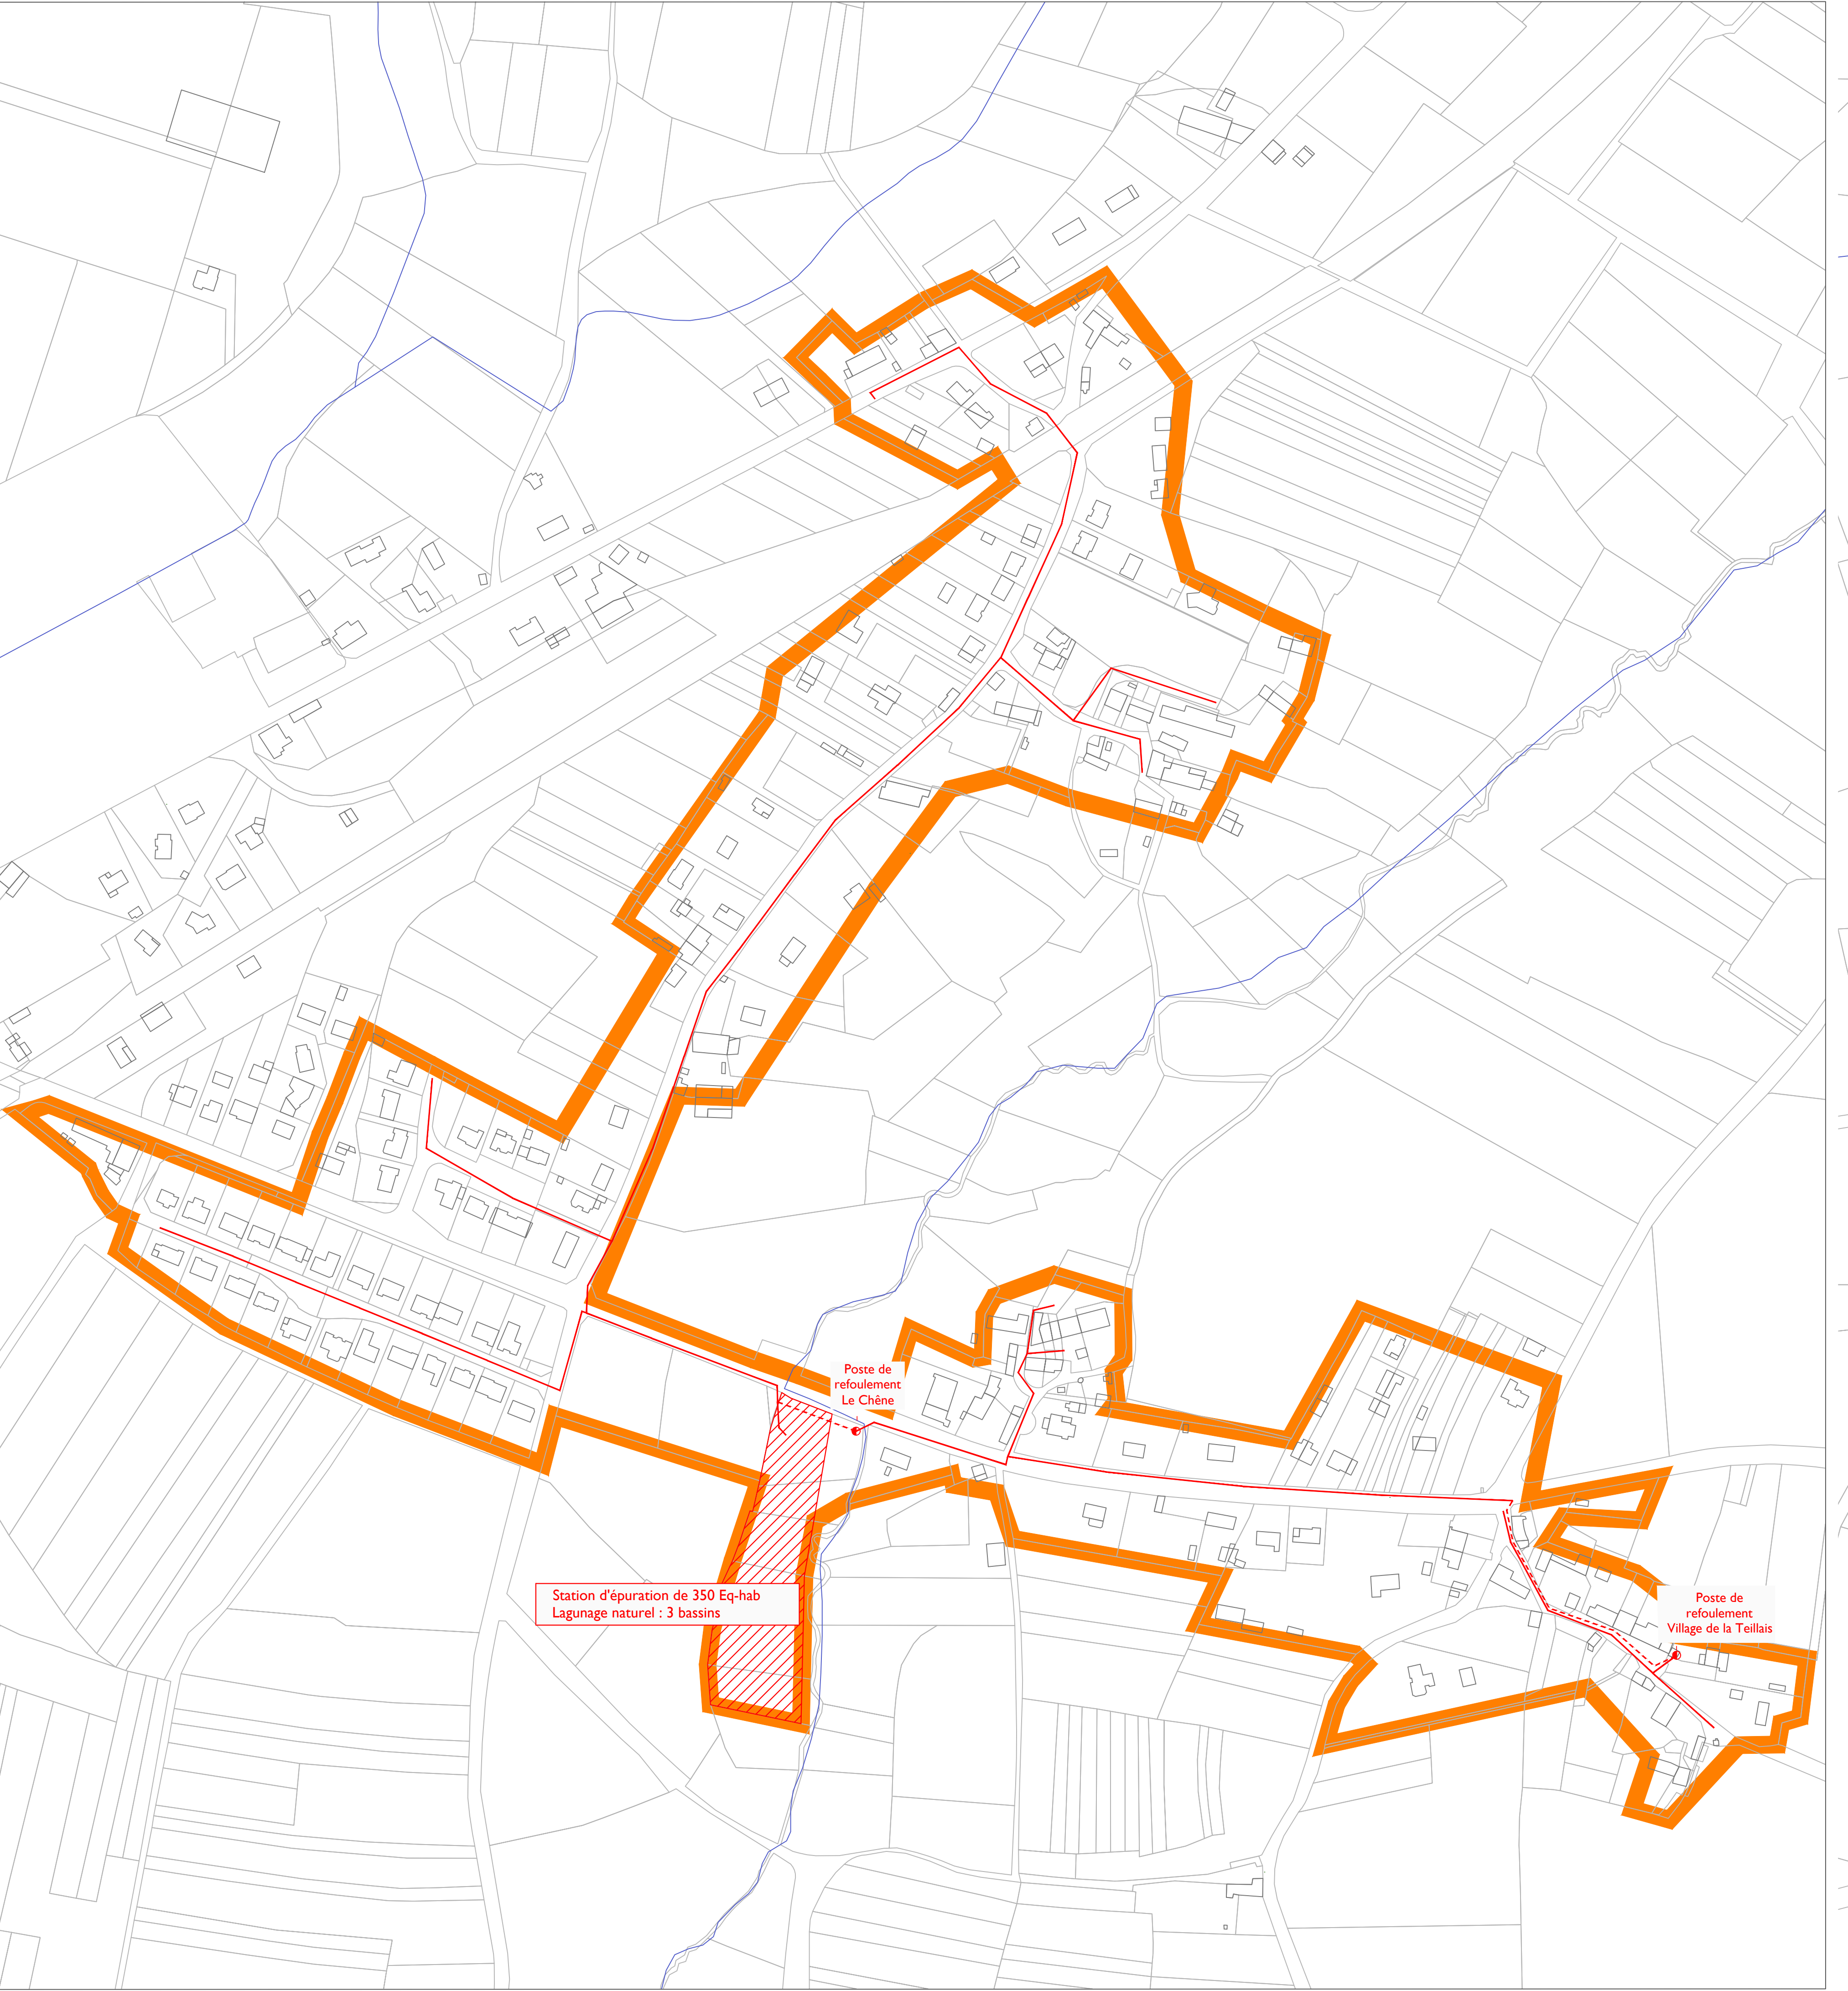 Poste de
refoulement
Le Chêne
Station d'épuration de 350 Eq-hab
Lagunage naturel : 3 bassins
Poste de
refoulement
Village de la Teillais